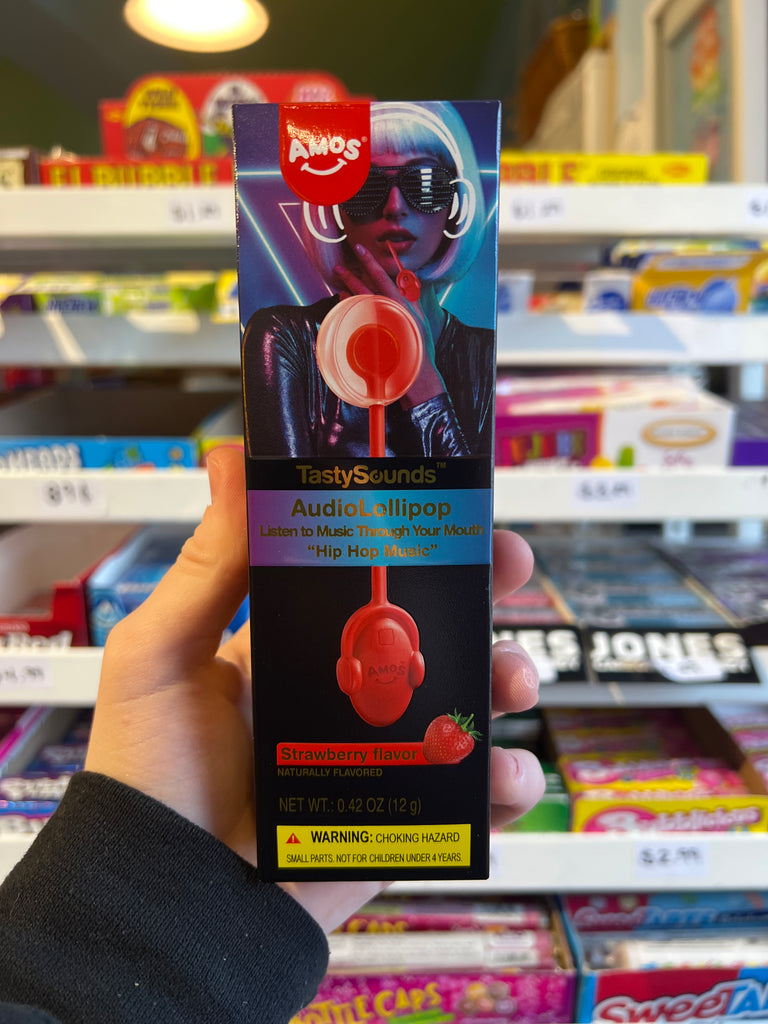 AMOS®
TastySounds™
AudioLollipop
Listen to Music Through Your Mouth
"Hip Hop Music"
AMOS
Strawberry flavor
NATURALLY FLAVORED
NET WT.: 0.42 OZ (12 g)
WARNING: CHOKING HAZARD
SMALL PARTS. NOT FOR CHILDREN UNDER 4 YEARS.
JONES
$2.99
BOTTLE CAPS
SweeTAR